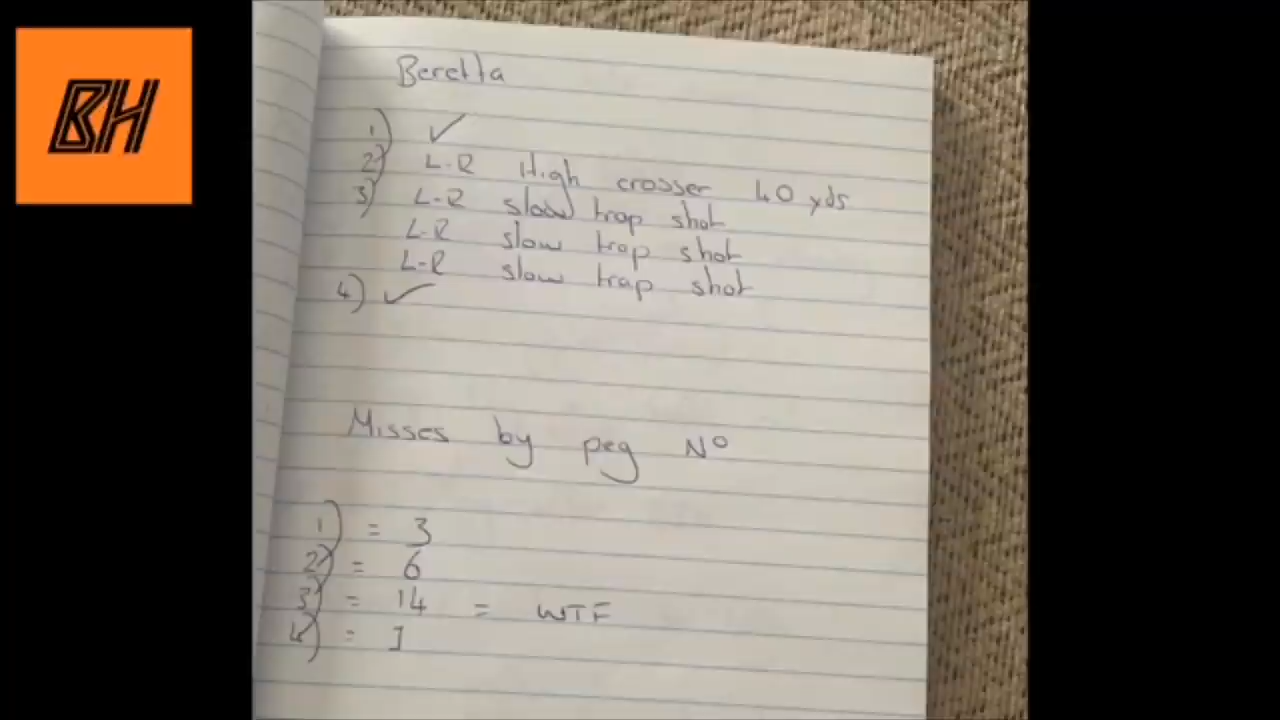 BH
Beretta
1) ✓
2) L-R High crosser 40 yds
3) L-R slow trap shot
L-R slow trap shot
L-R slow trap shot
4) ✓
Misses by peg Nº
1) = 3
2) = 6
3) = 14 = WTF
4) = 1